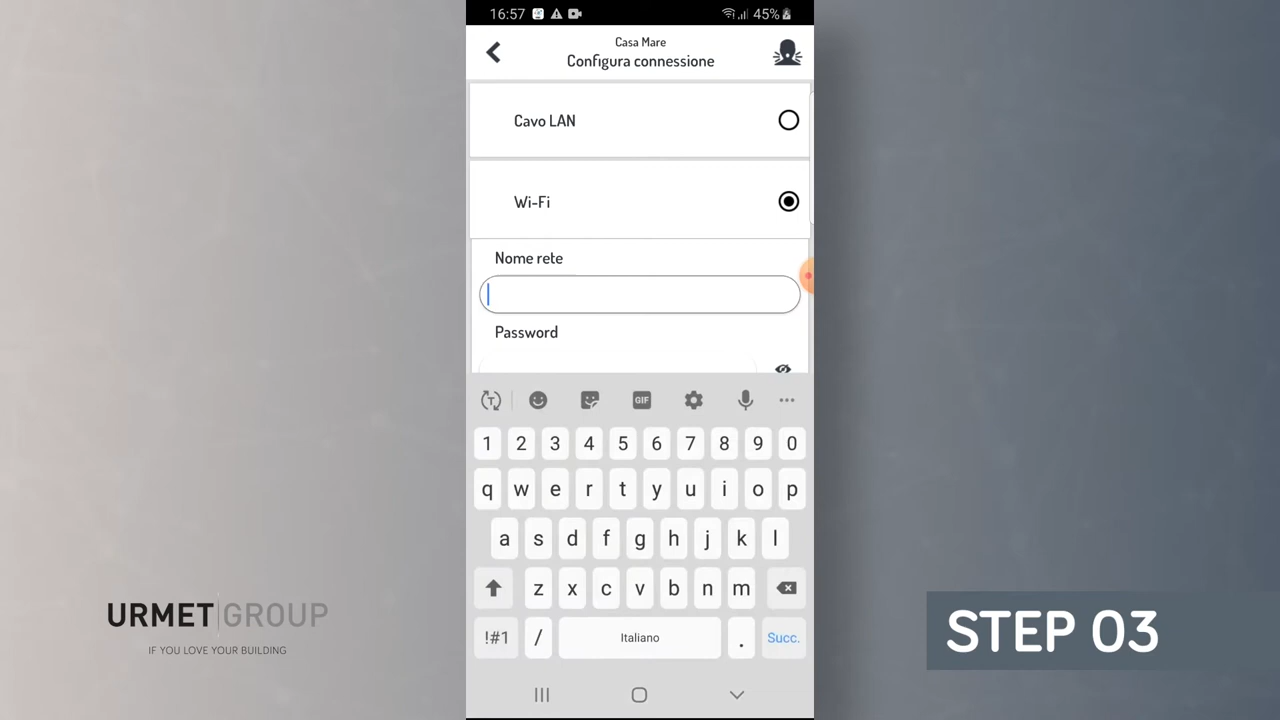 16:57
45%
Casa Mare
Configura connessione
Cavo LAN
Wi-Fi
Nome rete
Password
GIF
1 2 3 4 5 6 7 8 9 0
q w e r t y u i o p
a s d f g h j k l
z x c v b n m
!#1 / Italiano . Succ.
URMET GROUP
IF YOU LOVE YOUR BUILDING
STEP 03